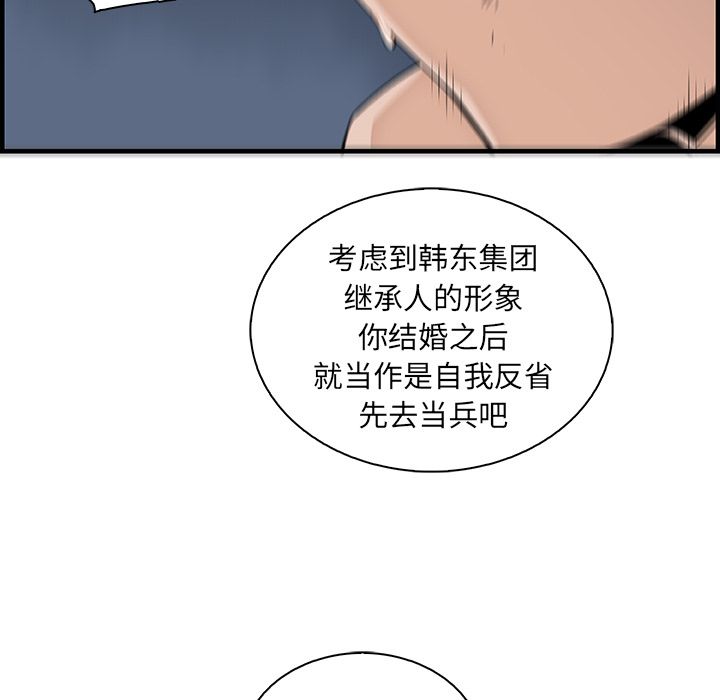 考虑到韩东集团
继承人的形象
你结婚之后
就当作是自我反省
先去当兵吧